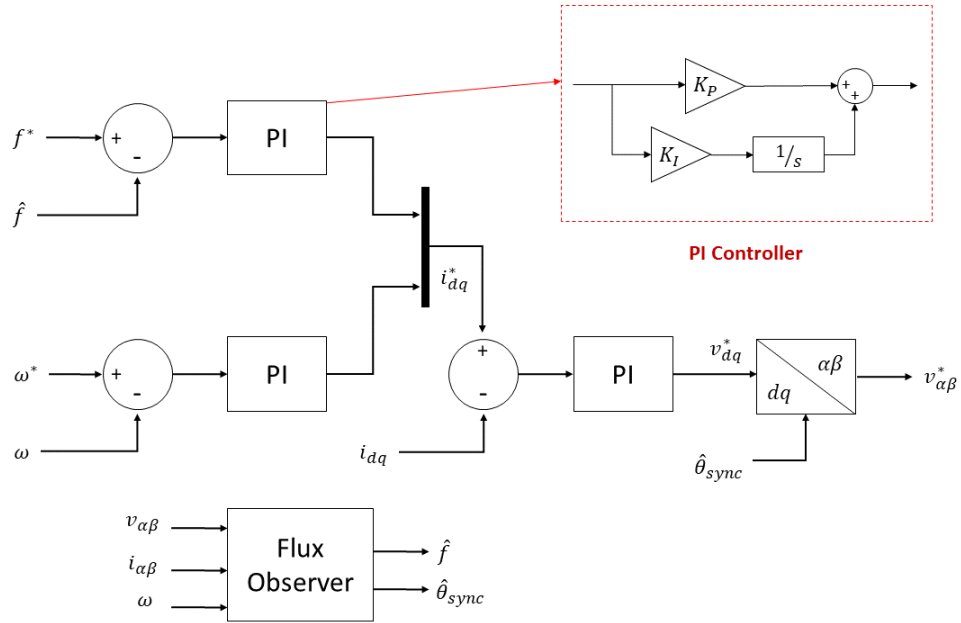 K_P
+
+
f* + PI
-
K_I 1/s
f̂
PI Controller
i*_dq
ω* + PI + PI v*_dq αβ v*_αβ
- - dq
ω i_dq θ̂_sync
v_αβ
Flux f̂
i_αβ
Observer θ̂_sync
ω